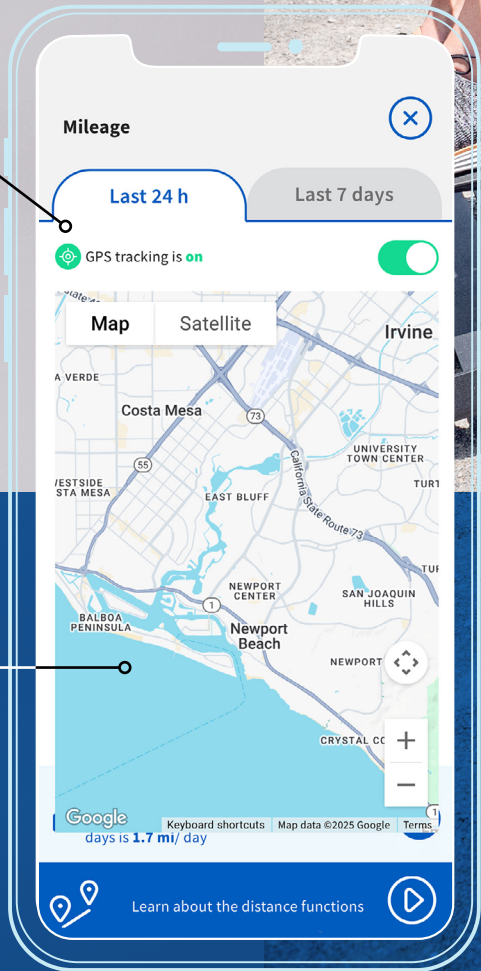 Mileage
Last 24 h
Last 7 days
GPS tracking is on
Map
Satellite
Irvine
A VERDE
Costa Mesa
73
UNIVERSITY
TOWN CENTER
55
/ESTSIDE
STA MESA
EAST BLUFF
California State Route 73
TURT
TUR
NEWPORT
CENTER
SAN JOAQUIN
HILLS
1
BALBOA
PENINSULA
Newport
Beach
NEWPORT
CRYSTAL CO
1
Google
Keyboard shortcuts
Map data ©2025 Google
Terms
days is 1.7 mi/ day
Learn about the distance functions